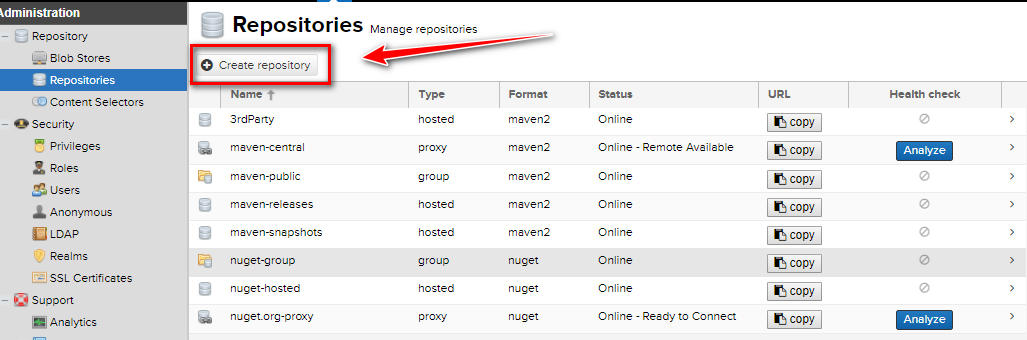 Administration
Repository
Blob Stores
Repositories
Content Selectors
Security
Privileges
Roles
Users
Anonymous
LDAP
Realms
SSL Certificates
Support
Analytics
Repositories Manage repositories
Create repository
Name Type Format Status URL Health check
3rdParty hosted maven2 Online copy
maven-central proxy maven2 Online - Remote Available copy Analyze
maven-public group maven2 Online copy
maven-releases hosted maven2 Online copy
maven-snapshots hosted maven2 Online copy
nuget-group group nuget Online copy
nuget-hosted hosted nuget Online copy
nuget.org-proxy proxy nuget Online - Ready to Connect copy Analyze